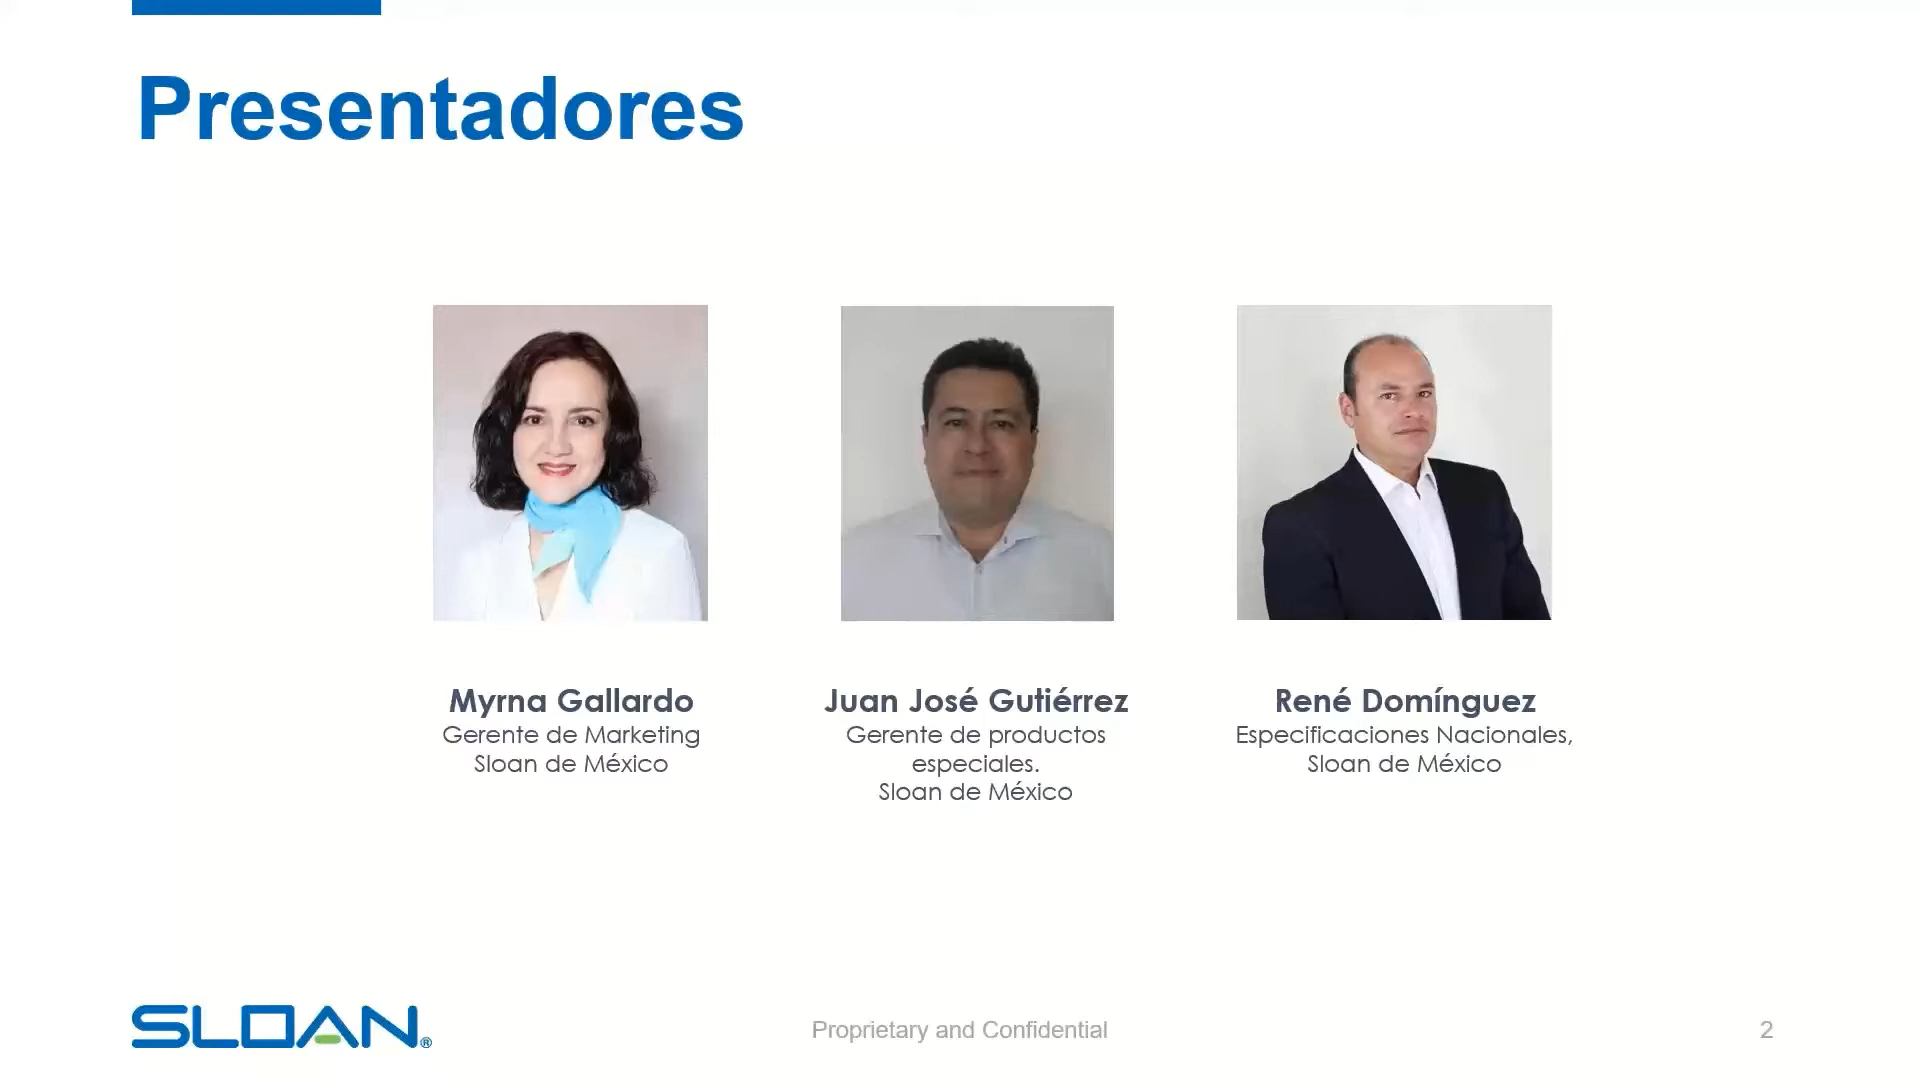 Presentadores
Myrna Gallardo
Gerente de Marketing
Sloan de México
Juan José Gutiérrez
Gerente de productos
especiales.
Sloan de México
René Domínguez
Especificaciones Nacionales,
Sloan de México
SLOAN®
Proprietary and Confidential
2